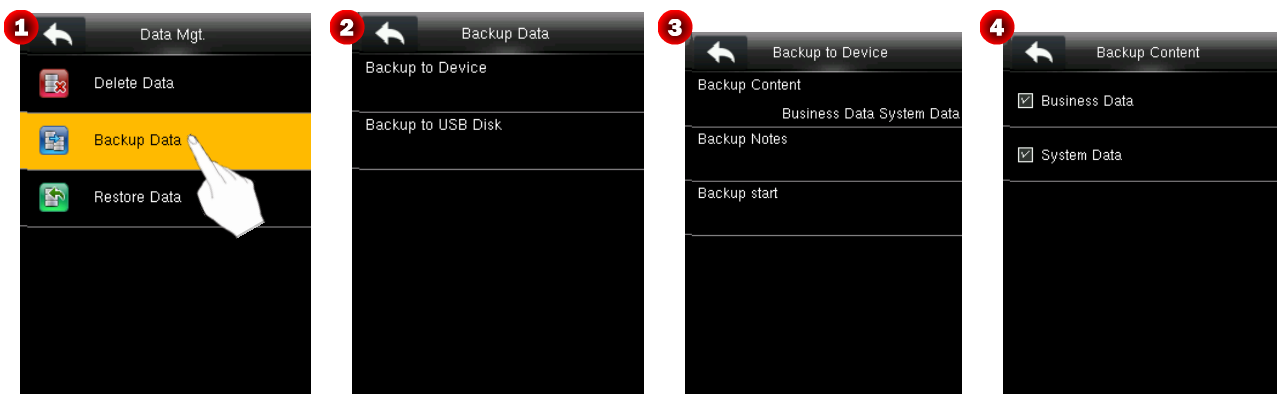 1
Data Mgt.
Delete Data
Backup Data
Restore Data
2
Backup Data
Backup to Device
Backup to USB Disk
3
Backup to Device
Backup Content
Business Data System Data
Backup Notes
Backup start
4
Backup Content
Business Data
System Data